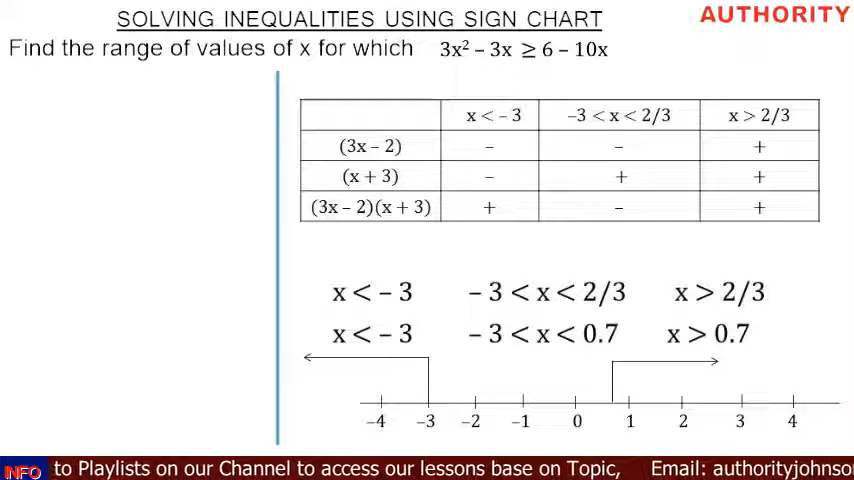 SOLVING INEQUALITIES USING SIGN CHART
AUTHORITY
Find the range of values of x for which 3x² – 3x ≥ 6 – 10x
x < – 3 –3 < x < 2/3 x > 2/3
(3x – 2) – – +
(x + 3) – + +
(3x – 2)(x + 3) + – +
x < – 3 – 3 < x < 2/3 x > 2/3
x < – 3 – 3 < x < 0.7 x > 0.7
–4 –3 –2 –1 0 1 2 3 4
INFO to Playlists on our Channel to access our lessons base on Topic, Email: authorityjohnso